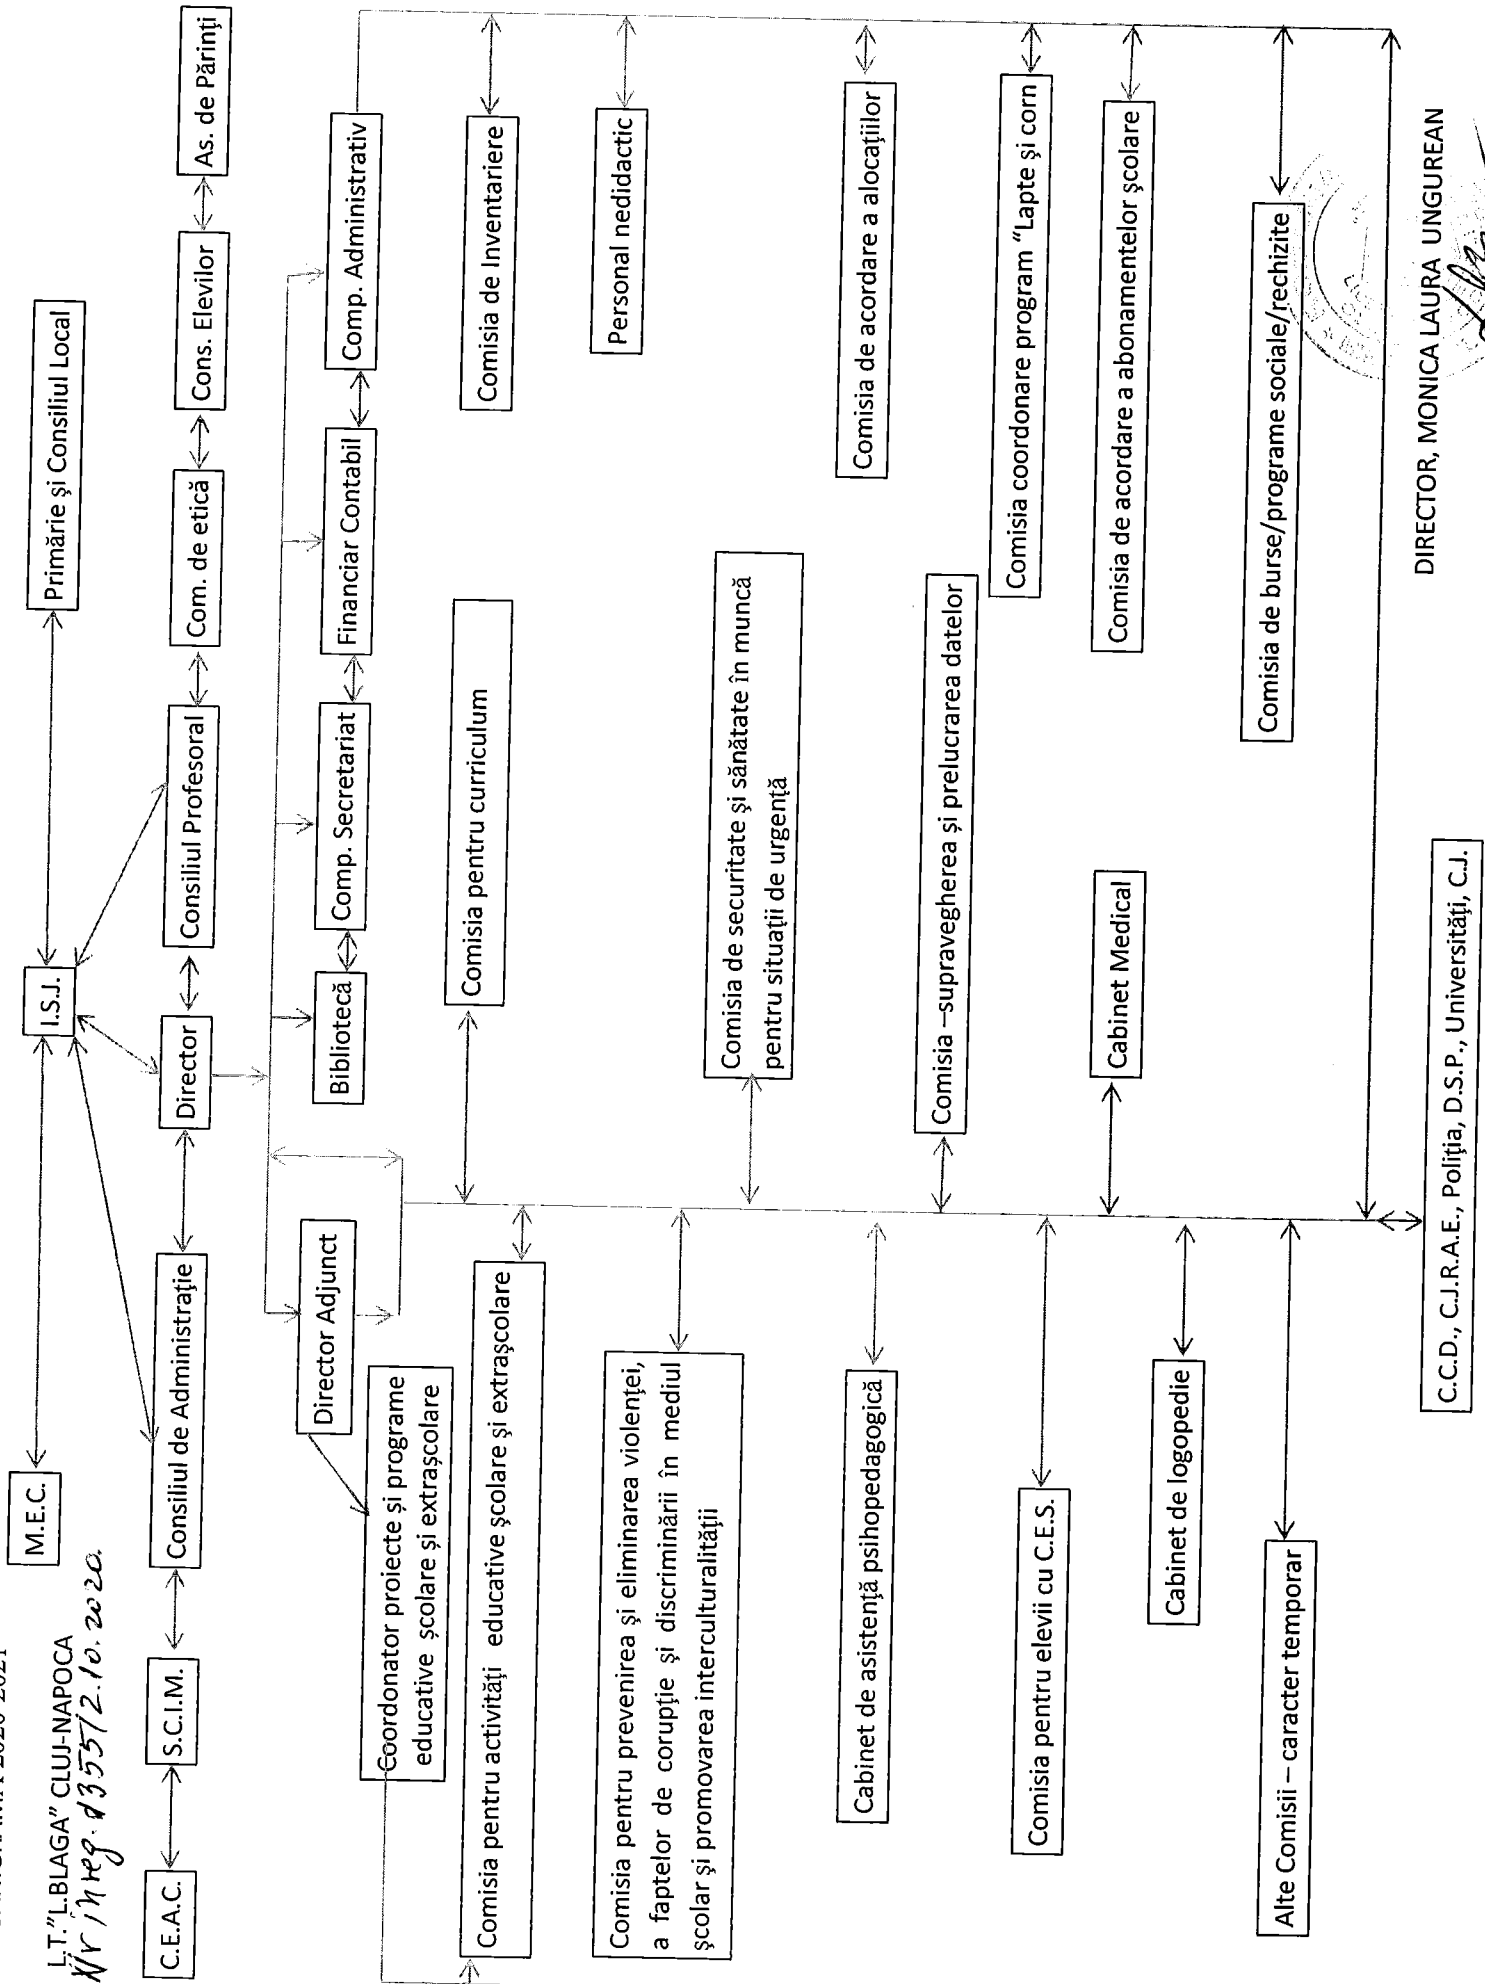 2020-2021
L.T."L.BLAGA" CLUJ-NAPOCA
Nr înreg. 1355/2.10.2020.
M.E.C.
I.S.J.
Primărie şi Consiliul Local
C.E.A.C.
S.C.I.M.
Consiliul de Administraţie
Director
Consiliul Profesoral
Com. de etică
Cons. Elevilor
As. de Părinţi
Director Adjunct
Bibliotecă
Comp. Secretariat
Financiar Contabil
Comp. Administrativ
Coordonator proiecte şi programe
educative şcolare şi extraşcolare
Comisia pentru curriculum
Comisia de Inventariere
Comisia pentru activităţi educative şcolare şi extraşcolare
Personal nedidactic
Comisia pentru prevenirea şi eliminarea violenţei,
a faptelor de corupţie şi discriminării în mediul
şcolar şi promovarea interculturalităţii
Comisia de securitate şi sănătate în muncă
pentru situaţii de urgenţă
Comisia de acordare a alocaţiilor
Cabinet de asistenţă psihopedagogică
Comisia –supravegherea şi prelucrarea datelor
Comisia coordonare program "Lapte şi corn
Comisia pentru elevii cu C.E.S.
Cabinet Medical
Comisia de acordare a abonamentelor şcolare
Cabinet de logopedie
Comisia de burse/programe sociale/rechizite
Alte Comisii – caracter temporar
C.C.D., C.J.R.A.E., Poliţia, D.S.P., Universităţi, C.J.
DIRECTOR, MONICA LAURA UNGUREAN